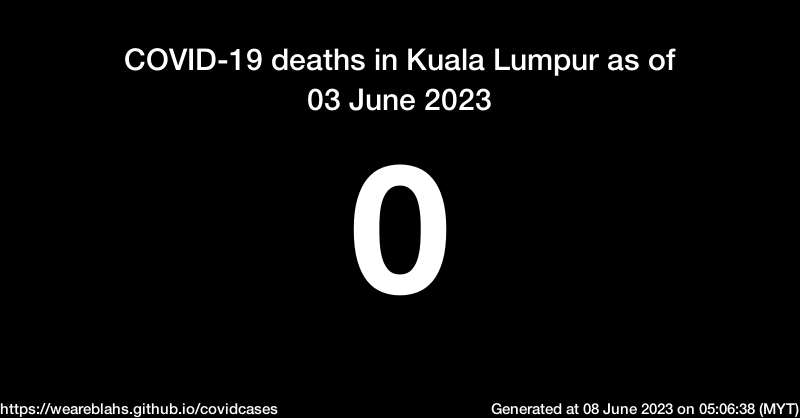 COVID-19 deaths in Kuala Lumpur as of
03 June 2023
0
https://weareblahs.github.io/covidcases
Generated at 08 June 2023 on 05:06:38 (MYT)